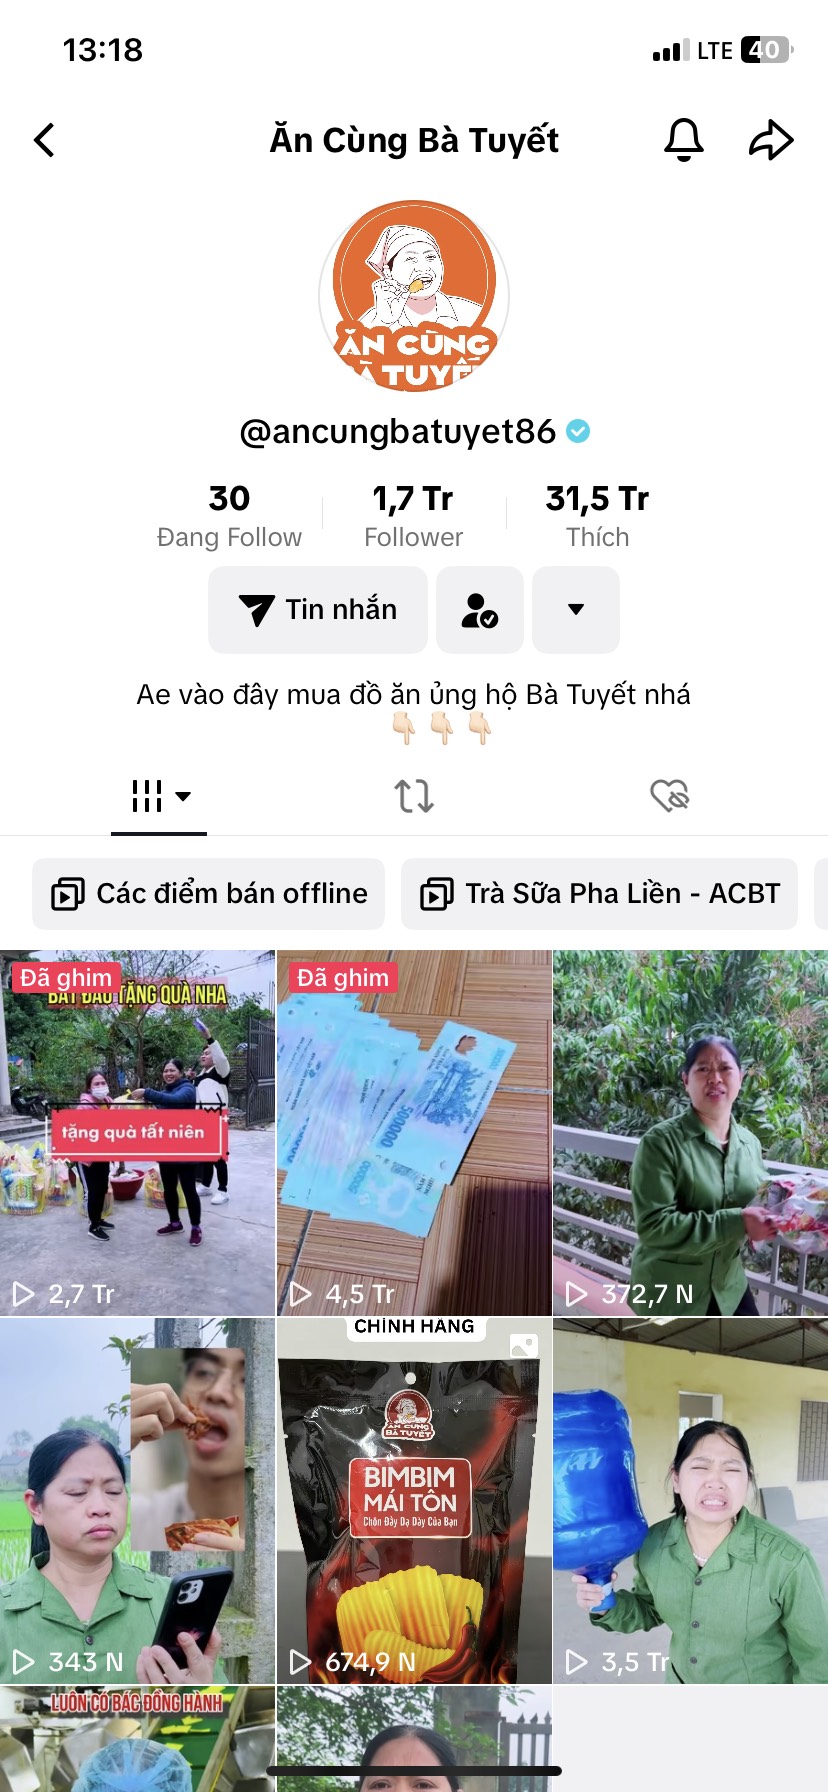 13:18
LTE 40
Ăn Cùng Bà Tuyết
ĂN CÙNG
BÀ TUYẾT
@ancungbatuyet86
30
Đang Follow
1,7 Tr
Follower
31,5 Tr
Thích
Tin nhắn
Ae vào đây mua đồ ăn ủng hộ Bà Tuyết nhá
👇🏻👇🏻👇🏻
Các điểm bán offline
Trà Sữa Pha Liền - ACBT
Đã ghim
BẮT ĐẦU TẶNG QUÀ NHA
tặng quà tất niên
2,7 Tr
Đã ghim
500000
4,5 Tr
372,7 N
343 N
CHÍNH HÃNG
ĂN CÙNG
BÀ TUYẾT
BIMBIM
MÁI TÔN
Chôn Đầy Dạ Dày Của Bạn
674,9 N
3,5 Tr
LUÔN CÓ BÁC ĐỒNG HÀNH